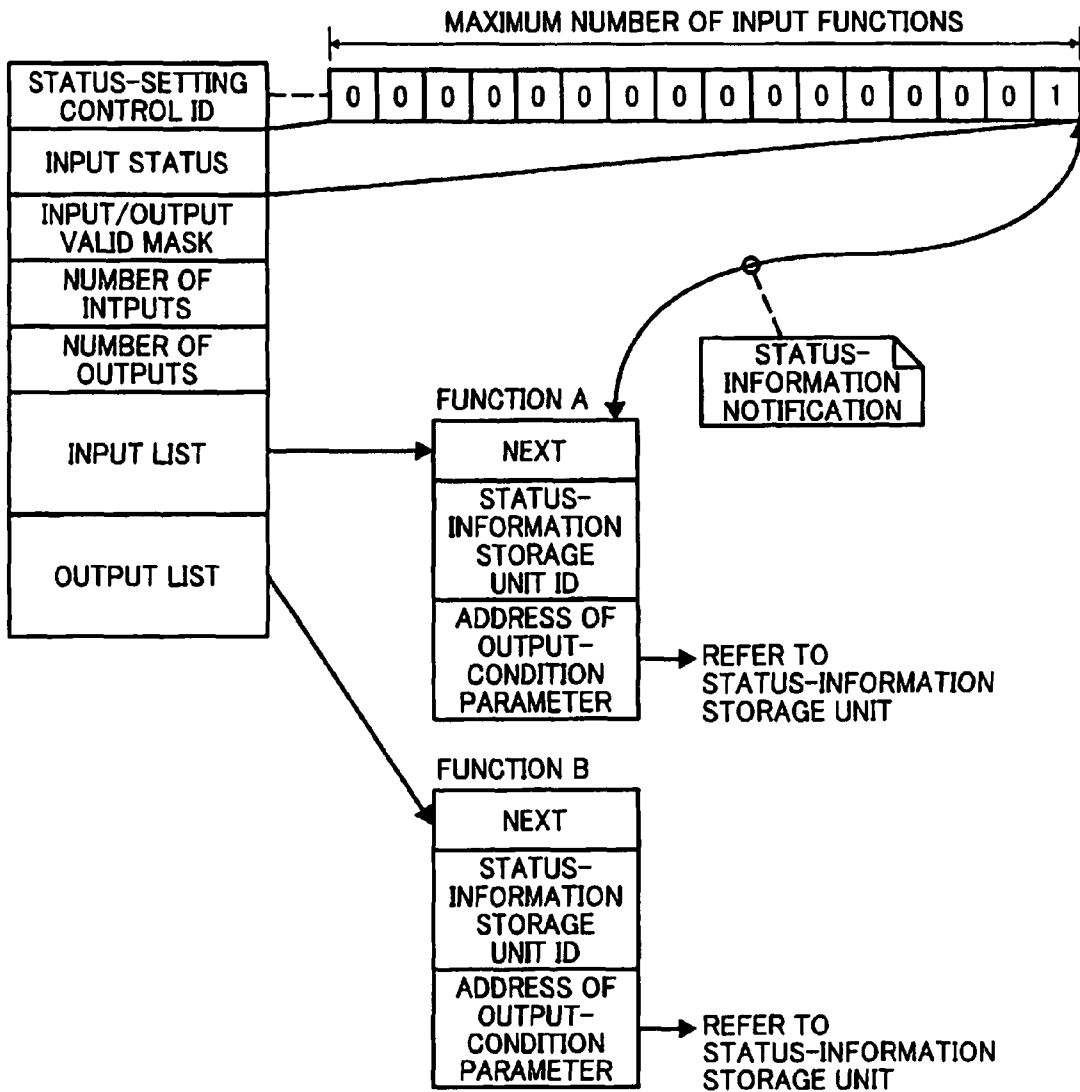 MAXIMUM NUMBER OF INPUT FUNCTIONS
STATUS-SETTING
CONTROL ID
0 0 0 0 0 0 0 0 0 0 0 0 0 0 0 1
INPUT STATUS
INPUT/OUTPUT
VALID MASK
NUMBER OF
INTPUTS
NUMBER OF
OUTPUTS
INPUT LIST
OUTPUT LIST
STATUS-
INFORMATION
NOTIFICATION
FUNCTION A
NEXT
STATUS-
INFORMATION
STORAGE
UNIT ID
ADDRESS OF
OUTPUT-
CONDITION
PARAMETER
REFER TO
STATUS-INFORMATION
STORAGE UNIT
FUNCTION B
NEXT
STATUS-
INFORMATION
STORAGE
UNIT ID
ADDRESS OF
OUTPUT-
CONDITION
PARAMETER
REFER TO
STATUS-INFORMATION
STORAGE UNIT